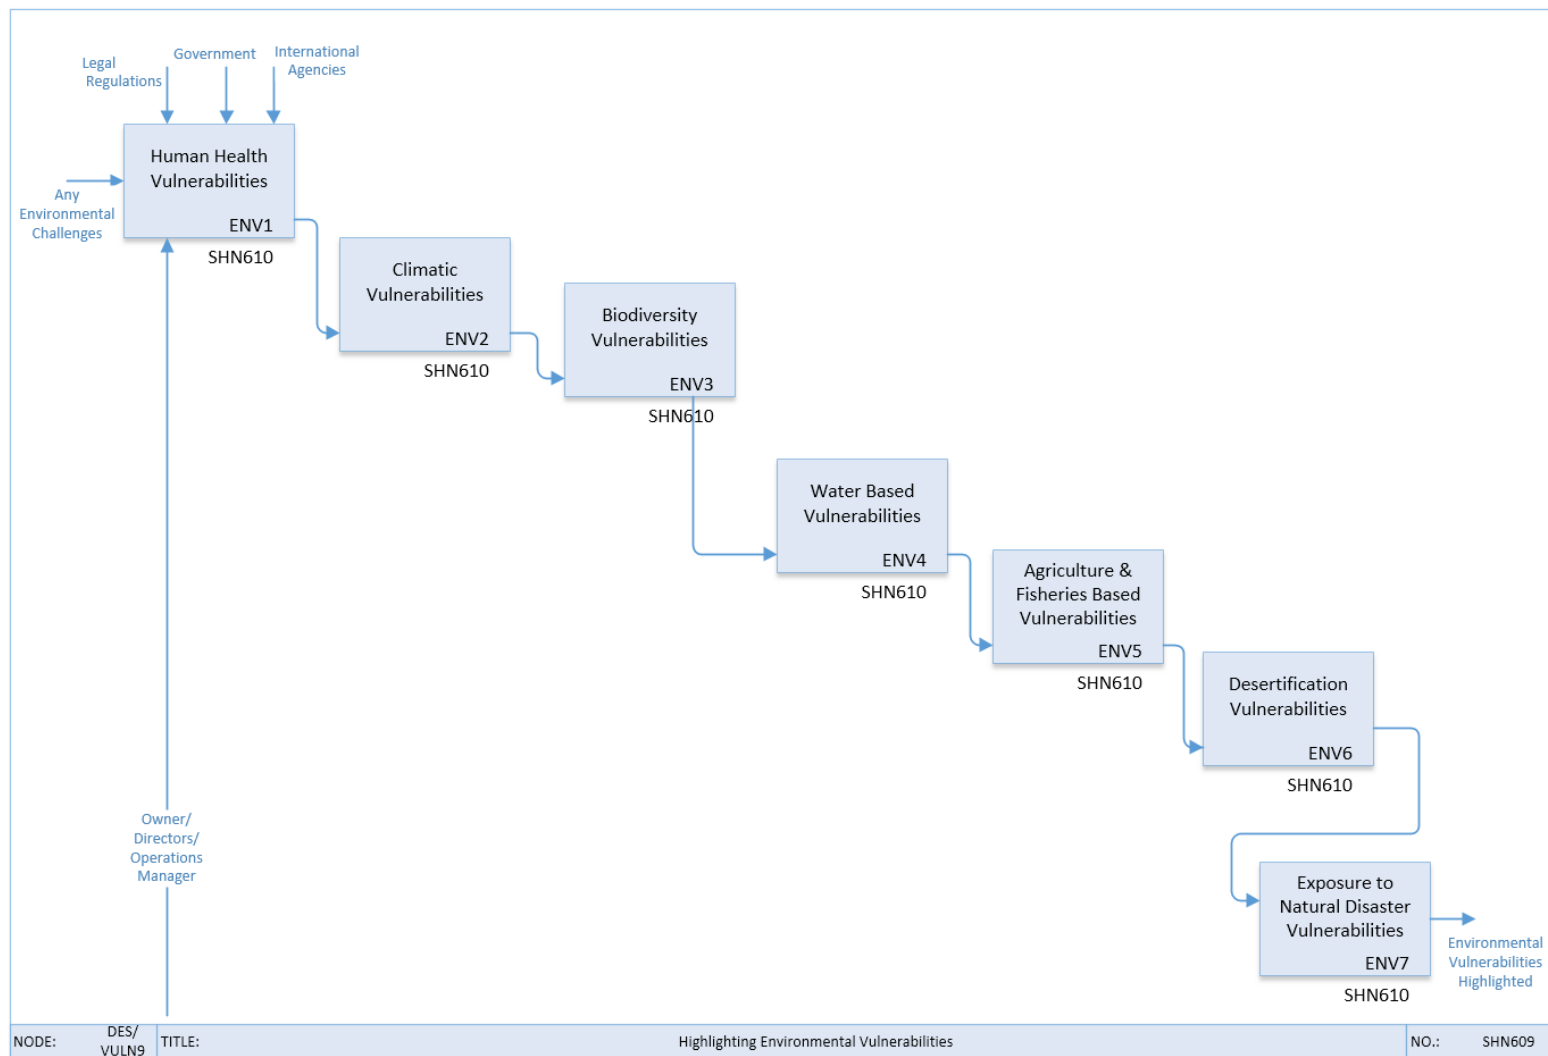 Legal
Regulations
Government
International
Agencies
Human Health
Vulnerabilities
ENV1
SHN610
Any
Environmental
Challenges
Climatic
Vulnerabilities
ENV2
SHN610
Biodiversity
Vulnerabilities
ENV3
SHN610
Water Based
Vulnerabilities
ENV4
SHN610
Agriculture &
Fisheries Based
Vulnerabilities
ENV5
SHN610
Desertification
Vulnerabilities
ENV6
SHN610
Owner/
Directors/
Operations
Manager
Exposure to
Natural Disaster
Vulnerabilities
ENV7
SHN610
Environmental
Vulnerabilities
Highlighted
NODE:
DES/
VULN9
TITLE:
Highlighting Environmental Vulnerabilities
NO.:
SHN609